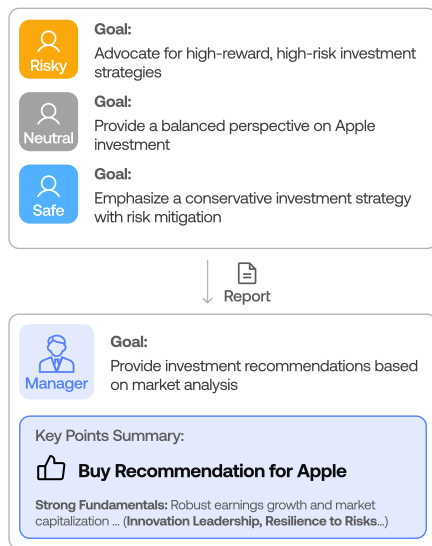 Goal:
Advocate for high-reward, high-risk investment
strategies
Risky
Goal:
Provide a balanced perspective on Apple
investment
Neutral
Goal:
Emphasize a conservative investment strategy
with risk mitigation
Safe
Report
Goal:
Provide investment recommendations based
on market analysis
Manager
Key Points Summary:
Buy Recommendation for Apple
Strong Fundamentals: Robust earnings growth and market
capitalization ... (Innovation Leadership, Resilience to Risks...)